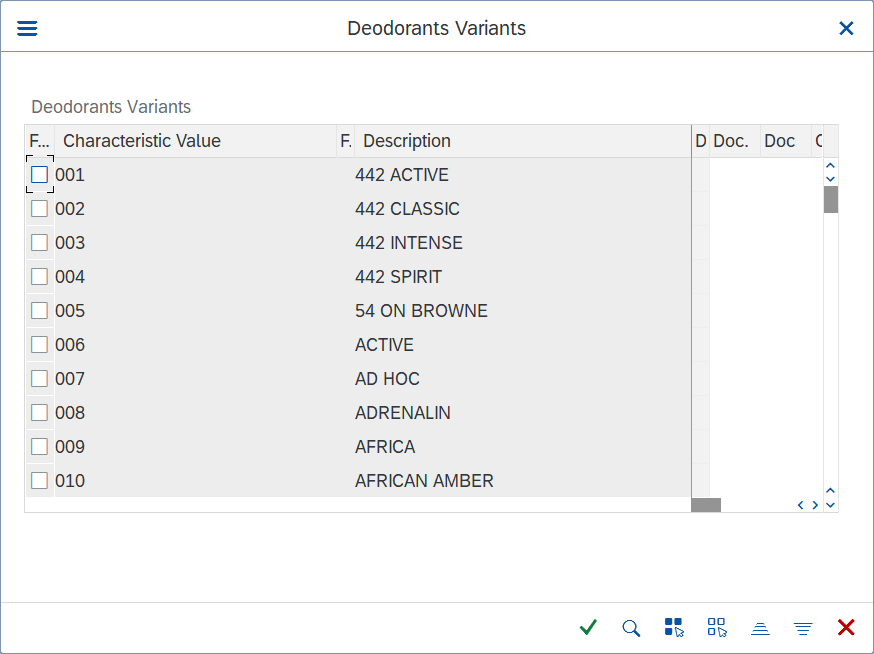 Deodorants Variants
Deodorants Variants
F... Characteristic Value F. Description D Doc. Doc
001 442 ACTIVE
002 442 CLASSIC
003 442 INTENSE
004 442 SPIRIT
005 54 ON BROWNE
006 ACTIVE
007 AD HOC
008 ADRENALIN
009 AFRICA
010 AFRICAN AMBER